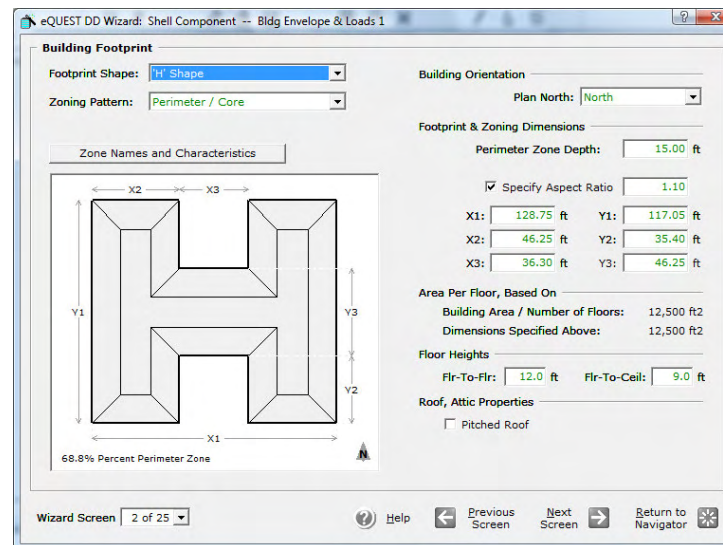 eQUEST DD Wizard: Shell Component -- Bldg Envelope & Loads 1
Building Footprint
Footprint Shape: 'H' Shape
Zoning Pattern: Perimeter / Core
Zone Names and Characteristics
X2 X3
Y1
Y3
Y2
X1
68.8% Percent Perimeter Zone
N
Building Orientation
Plan North: North
Footprint & Zoning Dimensions
Perimeter Zone Depth: 15.00 ft
Specify Aspect Ratio 1.10
X1: 128.75 ft Y1: 117.05 ft
X2: 46.25 ft Y2: 35.40 ft
X3: 36.30 ft Y3: 46.25 ft
Area Per Floor, Based On
Building Area / Number of Floors: 12,500 ft2
Dimensions Specified Above: 12,500 ft2
Floor Heights
Flr-To-Flr: 12.0 ft Flr-To-Ceil: 9.0 ft
Roof, Attic Properties
Pitched Roof
Wizard Screen 2 of 25
? Help
Previous Screen
Next Screen
Return to Navigator